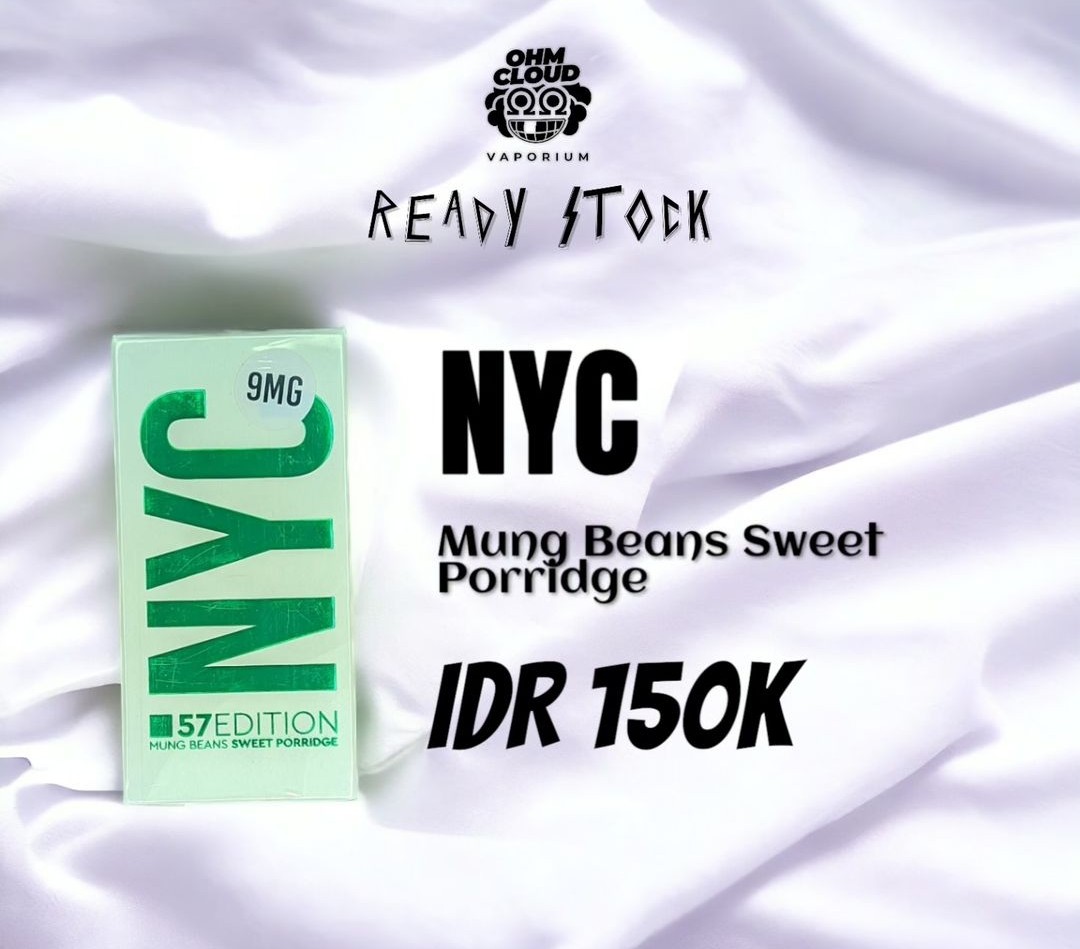 OHM
CLOUD
VAPORIUM
READY STOCK
9MG
NYC
57EDITION
MUNG BEANS SWEET PORRIDGE
NYC
Mung Beans Sweet
Porridge
IDR 150K